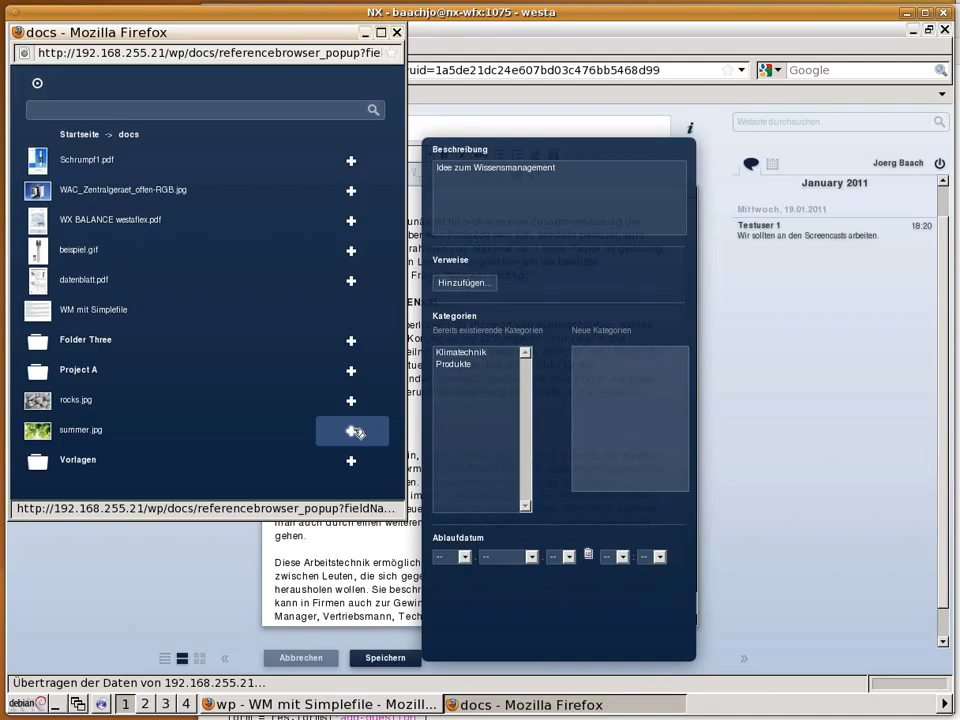 NX - baachjo@nx-wfx:1075 - westa
docs - Mozilla Firefox
http://192.168.255.21/wp/docs/referencebrowser_popup?fiel
uid=1a5de21dc24e607bd03c476bb5468d99
Google
Website durchsuchen
Startseite -> docs
Schrumpf1.pdf
WAC_Zentralgeraet_offen-RGB.jpg
WX BALANCE westaflex.pdf
beispiel.gif
datenblatt.pdf
WM mit Simplefile
Folder Three
Project A
rocks.jpg
summer.jpg
Vorlagen
http://192.168.255.21/wp/docs/referencebrowser_popup?fieldNa...
Beschreibung
Idee zum Wissensmanagement
Verweise
Hinzufügen...
Kategorien
Bereits existierende Kategorien
Neue Kategorien
Klimatechnik
Produkte
Ablaufdatum
-- -- . -- -- : --
Joerg Baach
January 2011
Mittwoch, 19.01.2011
Testuser 1 18:20
Wir sollten an den Screencasts arbeiten.
man auch durch einen weiteren
gehen.
Diese Arbeitstechnik ermöglich
zwischen Leuten, die sich gege
herausholen wollen. Sie beschr
kann in Firmen auch zur Gewin
Manager, Vertriebsmann, Tech
Abbrechen
Speichern
Übertragen der Daten von 192.168.255.21...
debian
1 2 3 4
wp - WM mit Simplefile - Mozill...
docs - Mozilla Firefox